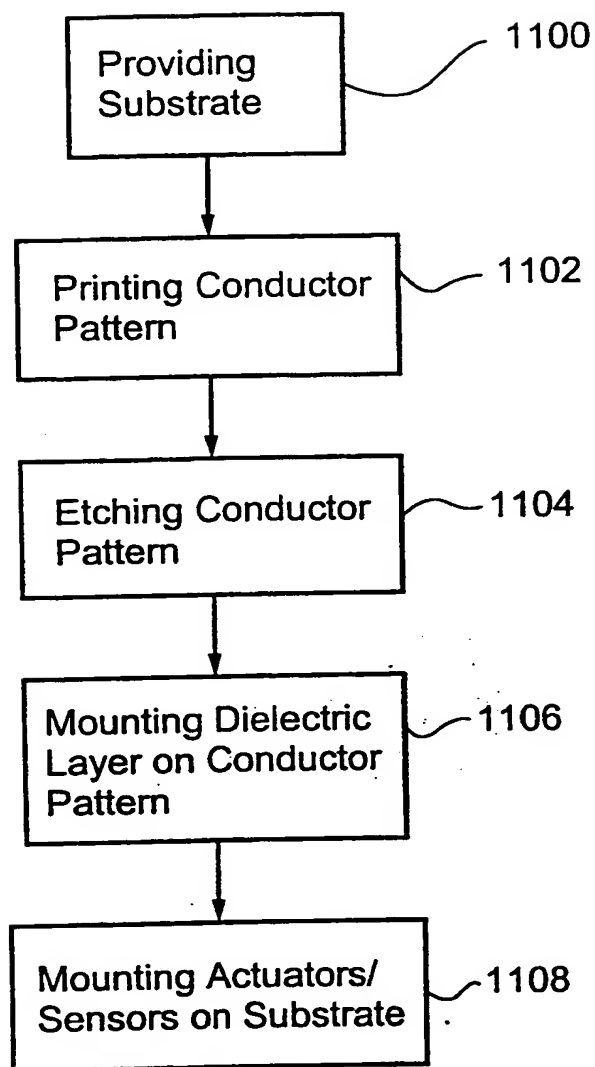 Providing
Substrate
1100
Printing Conductor
Pattern
1102
Etching Conductor
Pattern
1104
Mounting Dielectric
Layer on Conductor
Pattern
1106
Mounting Actuators/
Sensors on Substrate
1108